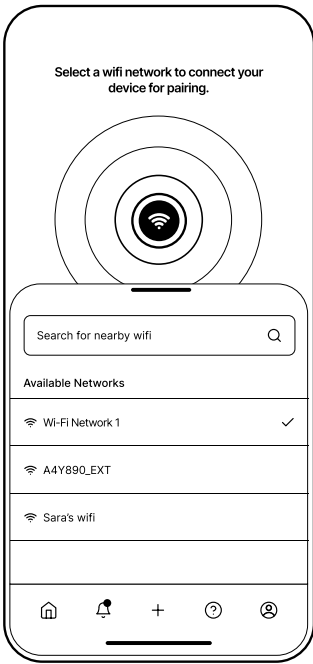 Select a wifi network to connect your
device for pairing.
Search for nearby wifi
Available Networks
Wi-Fi Network 1
A4Y890_EXT
Sara's wifi